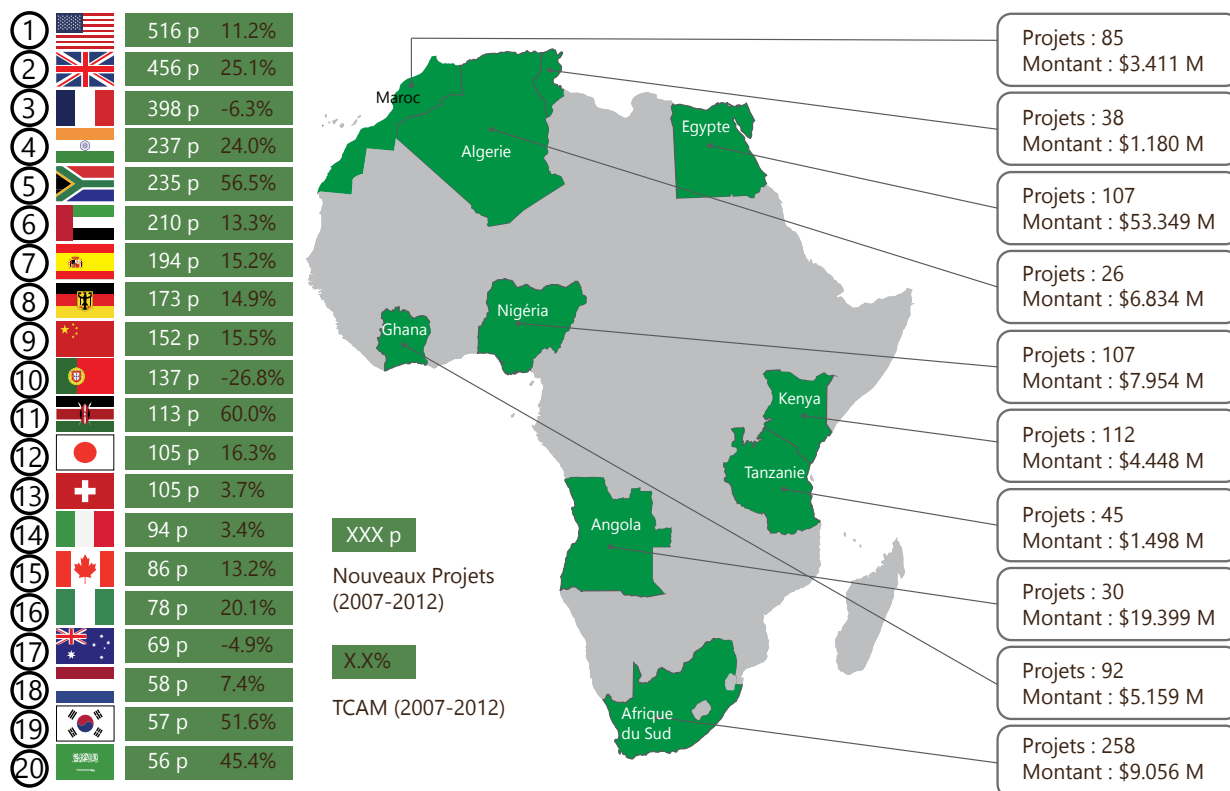 1 516 p 11.2%
2 456 p 25.1%
3 398 p -6.3%
4 237 p 24.0%
5 235 p 56.5%
6 210 p 13.3%
7 194 p 15.2%
8 173 p 14.9%
9 152 p 15.5%
10 137 p -26.8%
11 113 p 60.0%
12 105 p 16.3%
13 105 p 3.7%
14 94 p 3.4%
15 86 p 13.2%
16 78 p 20.1%
17 69 p -4.9%
18 58 p 7.4%
19 57 p 51.6%
20 56 p 45.4%
XXX p
Nouveaux Projets
(2007-2012)
X.X%
TCAM (2007-2012)
Maroc
Algerie
Egypte
Ghana
Nigéria
Kenya
Tanzanie
Angola
Afrique
du Sud
Projets : 85
Montant : $3.411 M
Projets : 38
Montant : $1.180 M
Projets : 107
Montant : $53.349 M
Projets : 26
Montant : $6.834 M
Projets : 107
Montant : $7.954 M
Projets : 112
Montant : $4.448 M
Projets : 45
Montant : $1.498 M
Projets : 30
Montant : $19.399 M
Projets : 92
Montant : $5.159 M
Projets : 258
Montant : $9.056 M